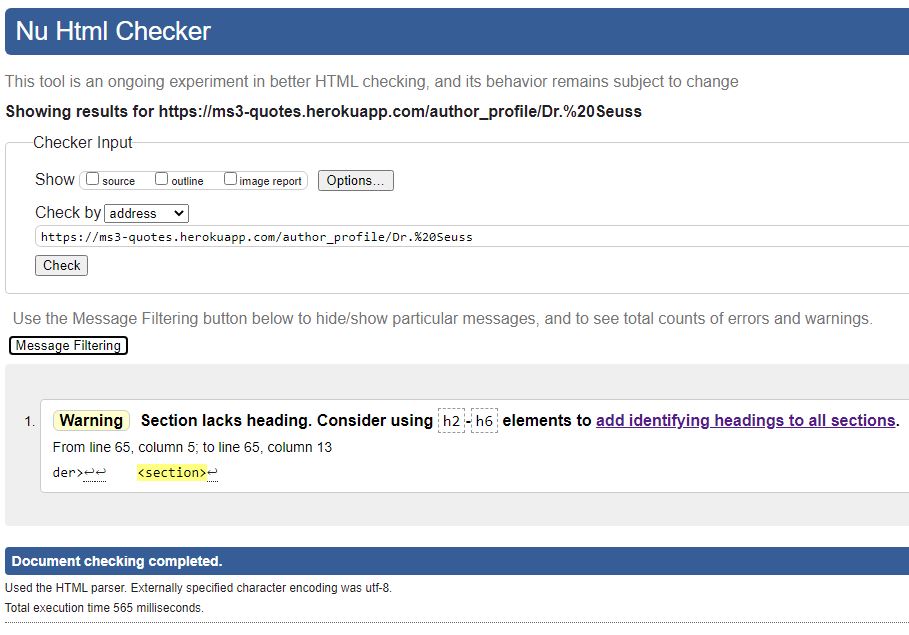 Nu Html Checker
This tool is an ongoing experiment in better HTML checking, and its behavior remains subject to change
Showing results for https://ms3-quotes.herokuapp.com/author_profile/Dr.%20Seuss
Checker Input
Show source outline image report Options...
Check by address
https://ms3-quotes.herokuapp.com/author_profile/Dr.%20Seuss
Check
Use the Message Filtering button below to hide/show particular messages, and to see total counts of errors and warnings.
Message Filtering
1. Warning Section lacks heading. Consider using h2-h6 elements to add identifying headings to all sections.
From line 65, column 5; to line 65, column 13
der>↩↩ <section>↩
Document checking completed.
Used the HTML parser. Externally specified character encoding was utf-8.
Total execution time 565 milliseconds.